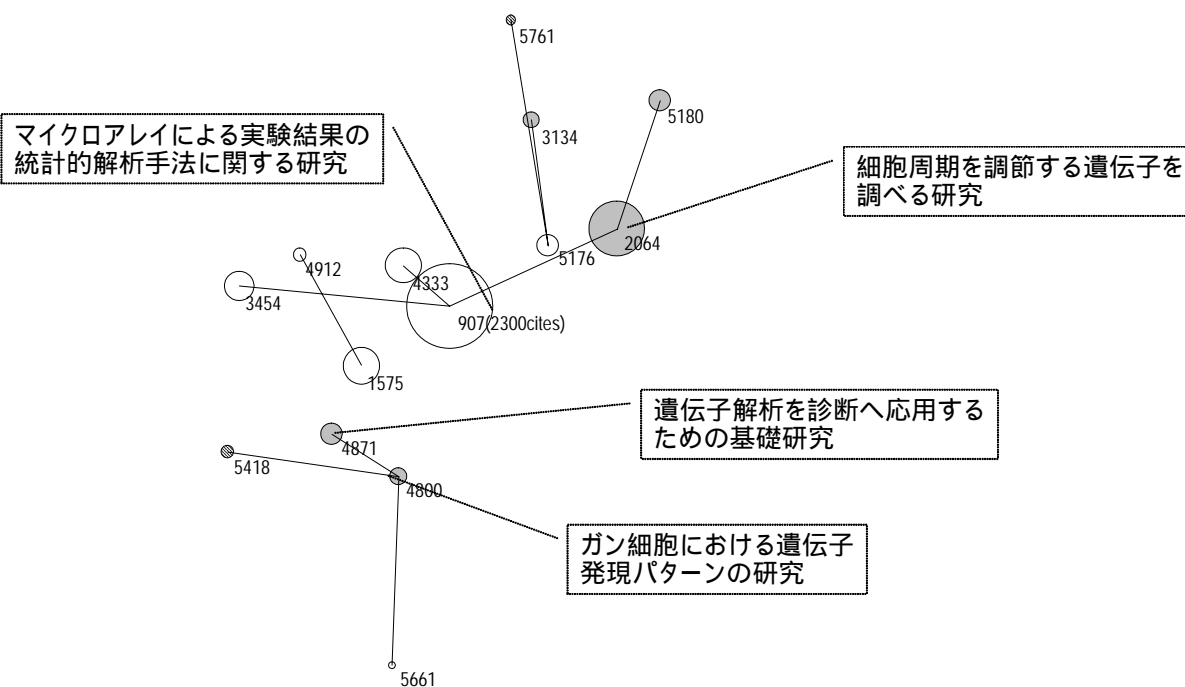 5761
5180
3134
マイクロアレイによる実験結果の
統計的解析手法に関する研究
細胞周期を調節する遺伝子を
調べる研究
2064
5176
4912
4333
3454
907(2300cites)
1575
遺伝子解析を診断へ応用する
ための基礎研究
4871
5418
4800
ガン細胞における遺伝子
発現パターンの研究
5661